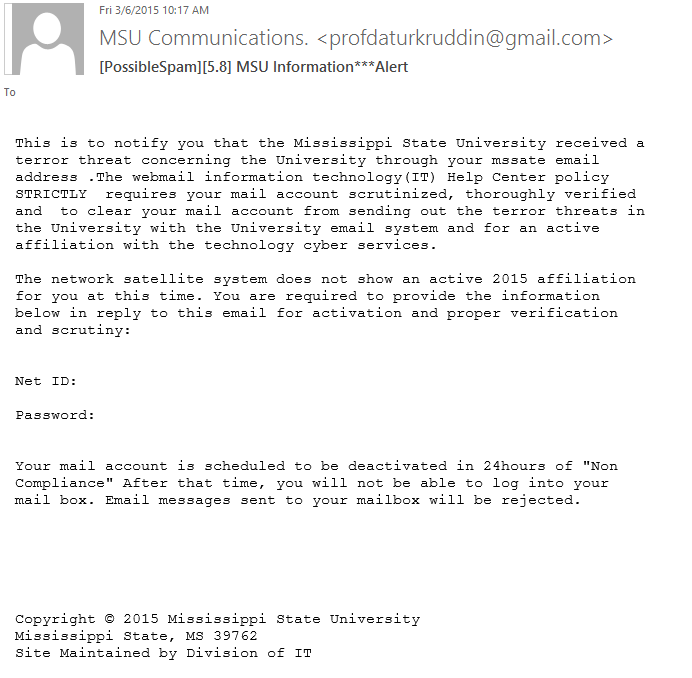 Fri 3/6/2015 10:17 AM
MSU Communications. <profdaturkruddin@gmail.com>
[PossibleSpam][5.8] MSU Information***Alert
To
This is to notify you that the Mississippi State University received a
terror threat concerning the University through your mssate email
address .The webmail information technology(IT) Help Center policy
STRICTLY  requires your mail account scrutinized, thoroughly verified
and  to clear your mail account from sending out the terror threats in
the University with the University email system and for an active
affiliation with the technology cyber services.
The network satellite system does not show an active 2015 affiliation
for you at this time. You are required to provide the information
below in reply to this email for activation and proper verification
and scrutiny:
Net ID:
Password:
Your mail account is scheduled to be deactivated in 24hours of "Non
Compliance" After that time, you will not be able to log into your
mail box. Email messages sent to your mailbox will be rejected.
Copyright © 2015 Mississippi State University
Mississippi State, MS 39762
Site Maintained by Division of IT